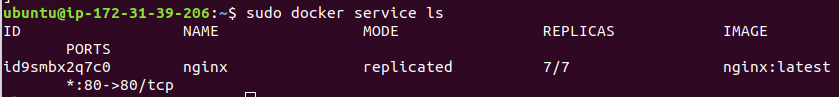 ubuntu@ip-172-31-39-206:~$ sudo docker service ls
ID NAME MODE REPLICAS IMAGE
PORTS
id9smbx2q7c0 nginx replicated 7/7 nginx:latest
*:80->80/tcp